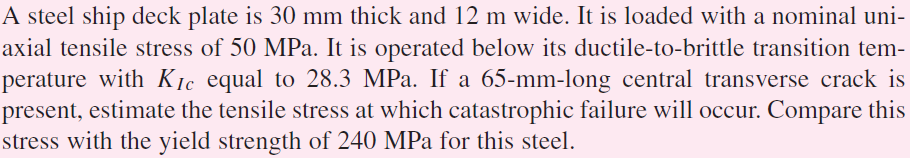 A steel ship deck plate is 30 mm thick and 12 m wide. It is loaded with a nominal uni-
axial tensile stress of 50 MPa. It is operated below its ductile-to-brittle transition tem-
perature with K_Ic equal to 28.3 MPa. If a 65-mm-long central transverse crack is
present, estimate the tensile stress at which catastrophic failure will occur. Compare this
stress with the yield strength of 240 MPa for this steel.